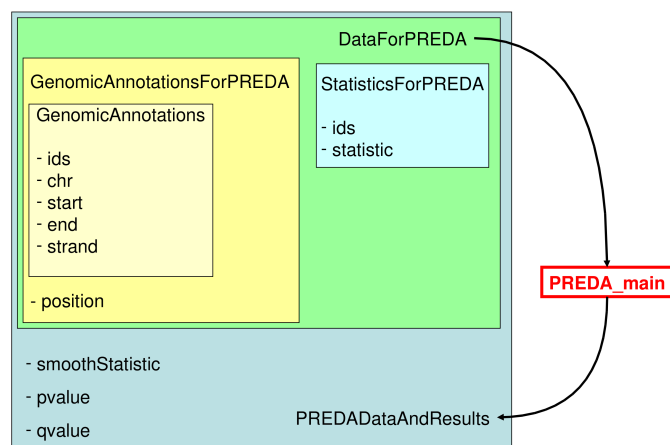 DataForPREDA
GenomicAnnotationsForPREDA
GenomicAnnotations
- ids
- chr
- start
- end
- strand
- position
StatisticsForPREDA
- ids
- statistic
PREDA_main
- smoothStatistic
- pvalue
- qvalue
PREDADataAndResults